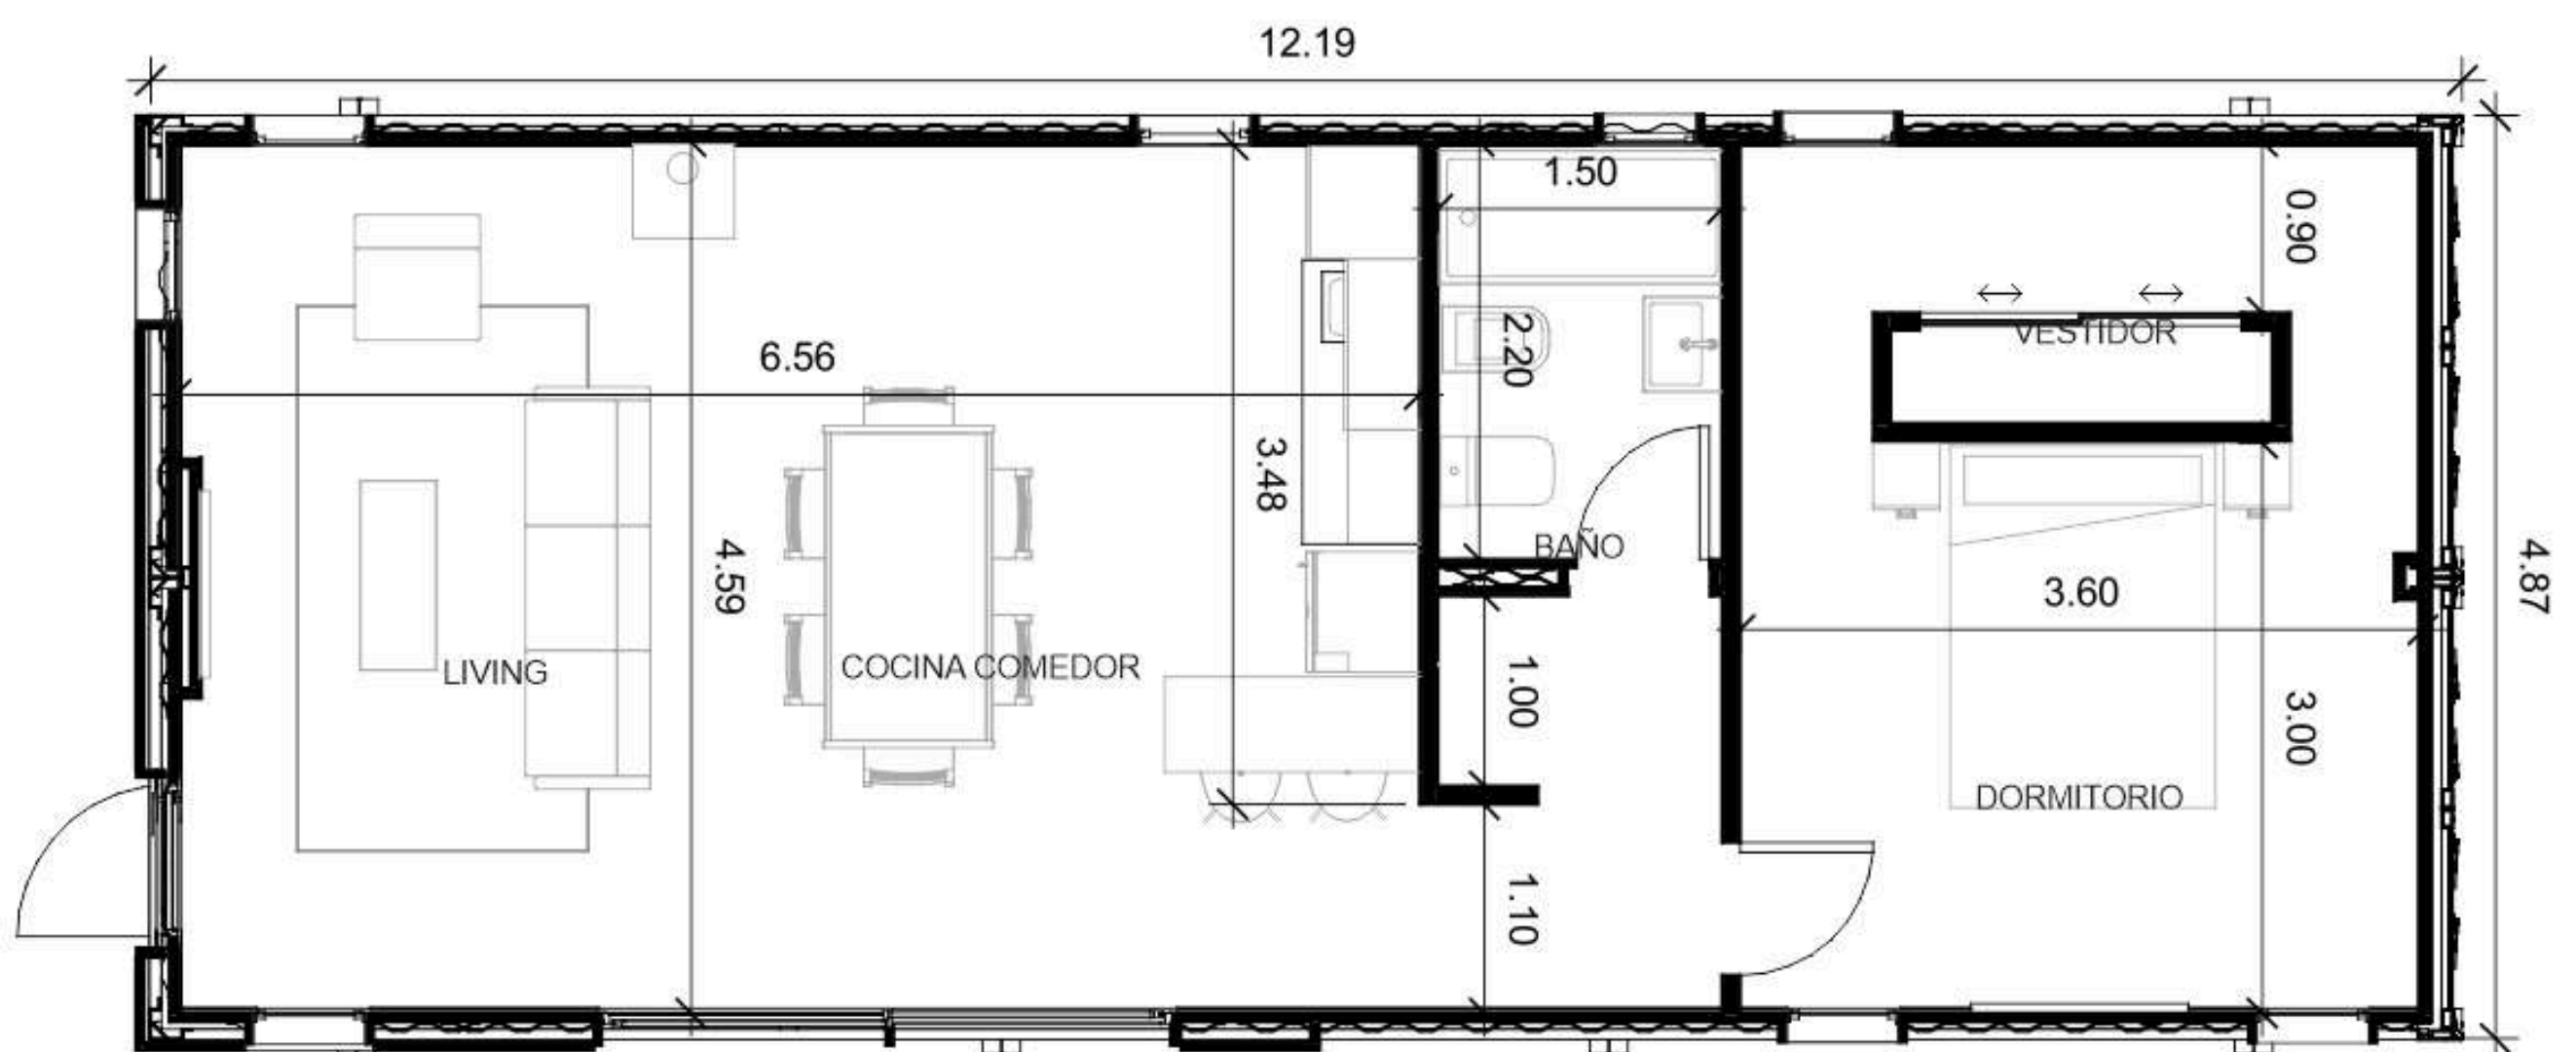 12.19
1.50
0.90
2.20
VESTIDOR
6.56
3.48
4.59
BAÑO
3.60
4.87
LIVING
COCINA COMEDOR
1.00
3.00
DORMITORIO
1.10